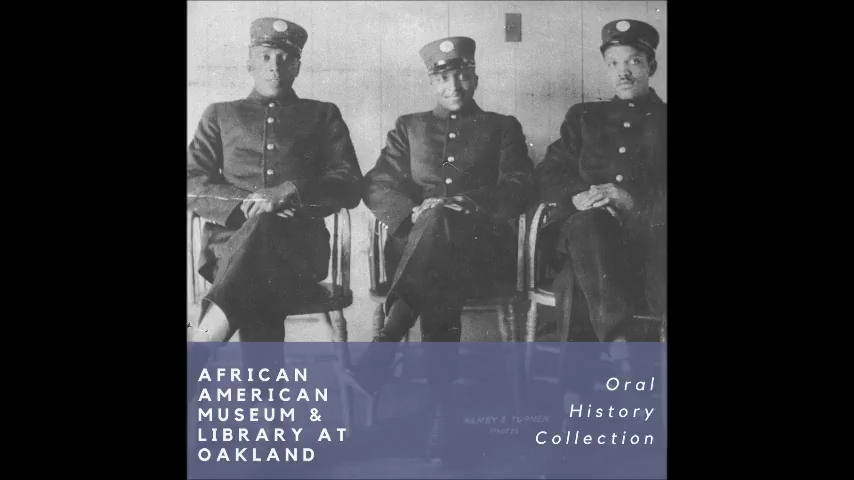 AFRICAN
AMERICAN
MUSEUM &
LIBRARY AT
OAKLAND
Oral
History
Collection